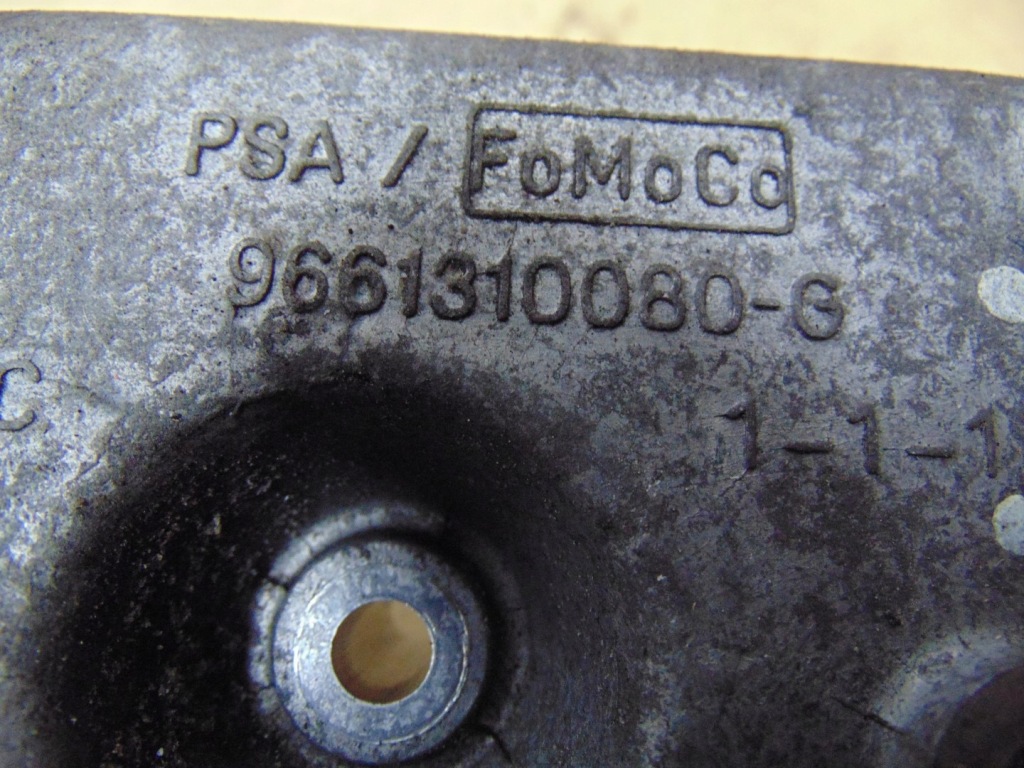 PSA / FoMoCo
9661310080-G
C
1-1-1